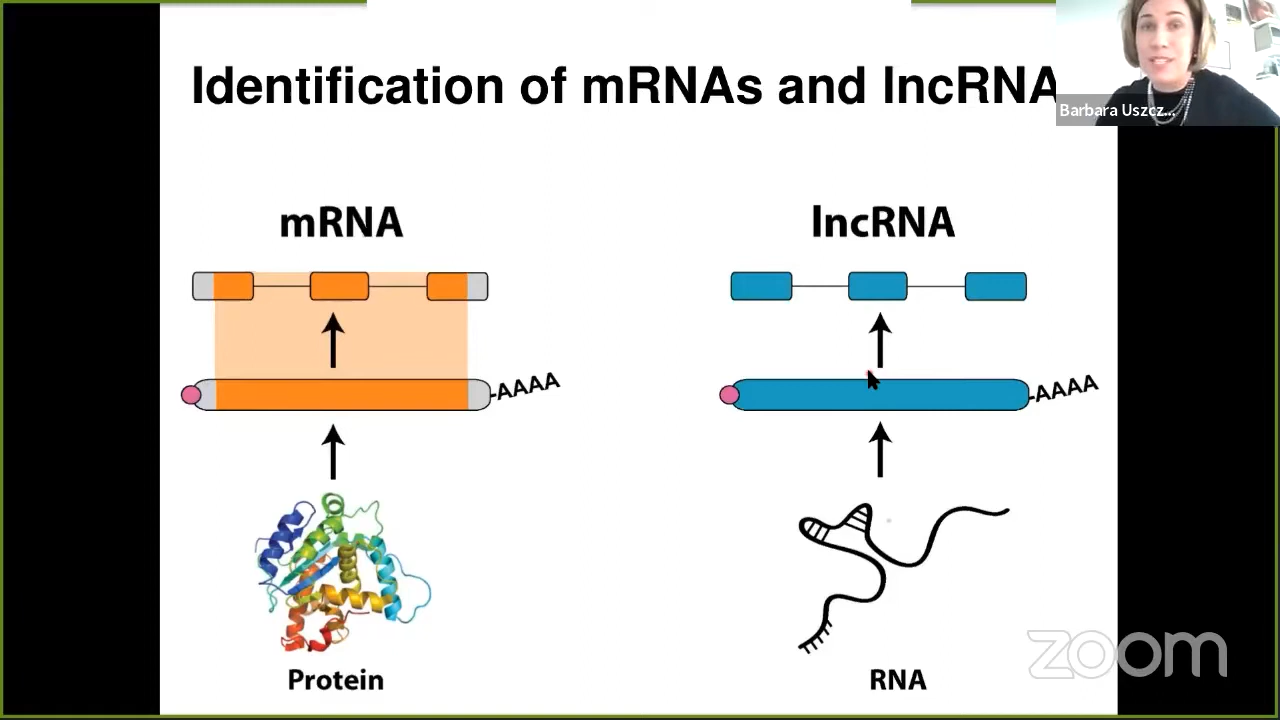 Identification of mRNAs and lncRNA
Barbara Uszcz...
mRNA
lncRNA
-AAAA
-AAAA
Protein
RNA
zoom